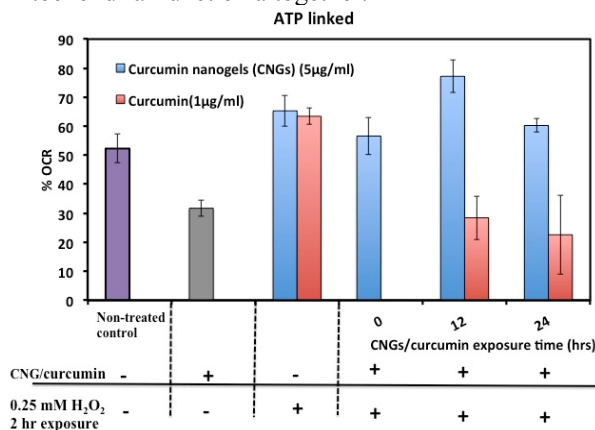 ATP linked
90
80
70
60
50
40
30
20
10
0
% OCR
Curcumin nanogels (CNGs) (5µg/ml)
Curcumin(1µg/ml)
Non-treated
control
0 12 24
CNGs/curcumin exposure time (hrs)
CNG/curcumin - + - + + +
0.25 mM H₂O₂ - - + + + +
2 hr exposure